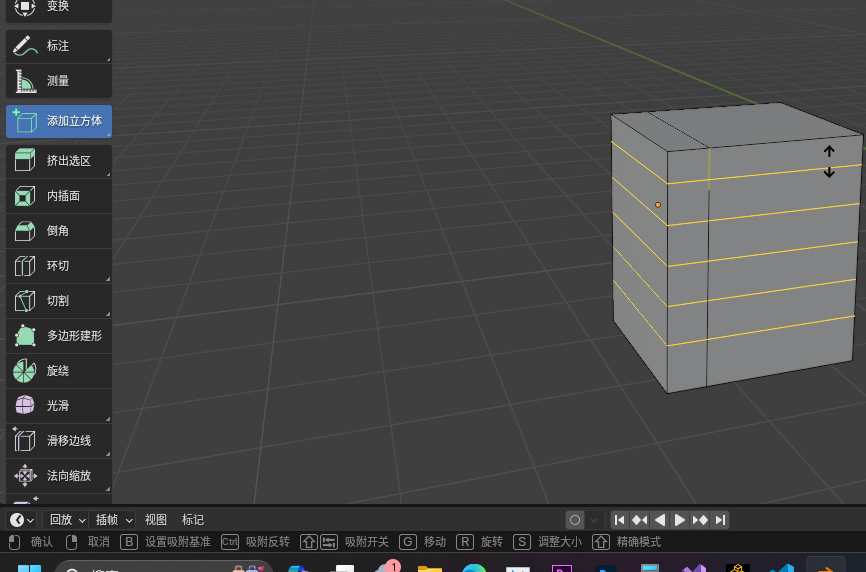 变换
标注
测量
添加立方体
挤出选区
内插面
倒角
环切
切割
多边形建形
旋绕
光滑
滑移边线
法向缩放
回放 插帧 视图 标记
确认 取消 B 设置吸附基准 Ctrl 吸附反转 吸附开关 G 移动 R 旋转 S 调整大小 精确模式
1